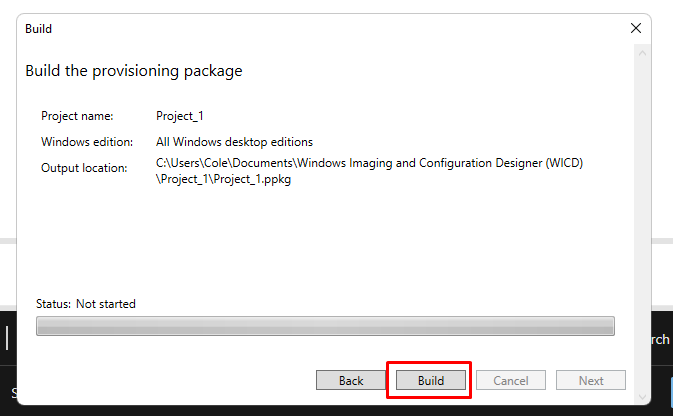 Build
Build the provisioning package
Project name: Project_1
Windows edition: All Windows desktop editions
Output location: C:\Users\Cole\Documents\Windows Imaging and Configuration Designer (WICD)
\Project_1\Project_1.ppkg
Status: Not started
rch
Back Build Cancel Next
S